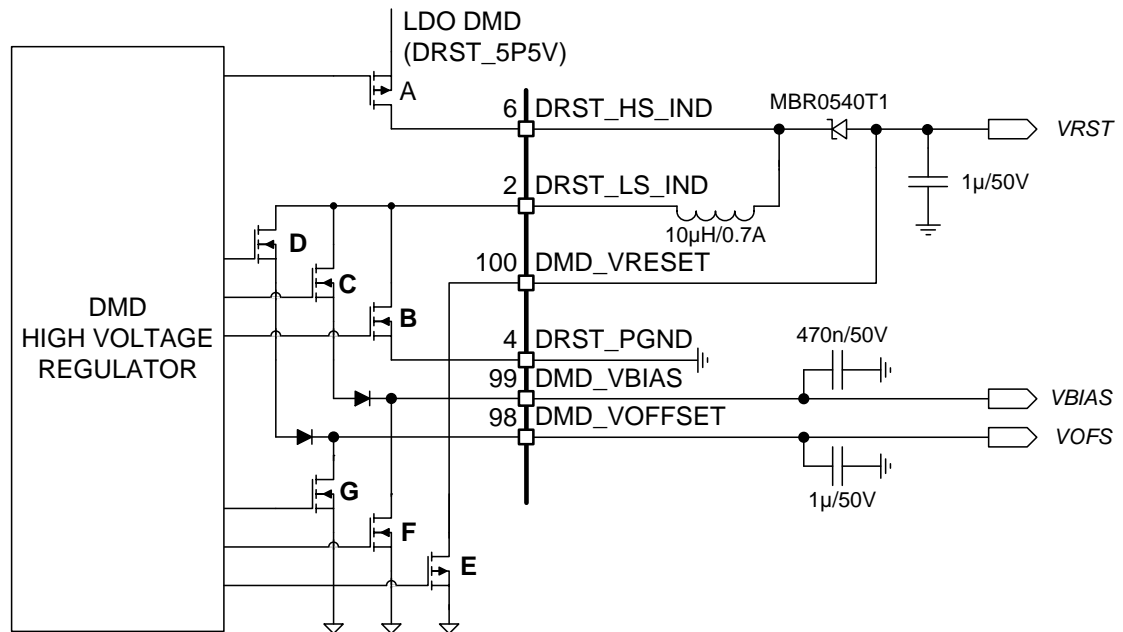 LDO DMD
(DRST_5P5V)
A
6 DRST_HS_IND
MBR0540T1
VRST
1µ/50V
2 DRST_LS_IND
10µH/0.7A
D
C
B
100 DMD_VRESET
DMD
HIGH VOLTAGE
REGULATOR
4 DRST_PGND
470n/50V
99 DMD_VBIAS
VBIAS
98 DMD_VOFFSET
VOFS
1µ/50V
G
F
E